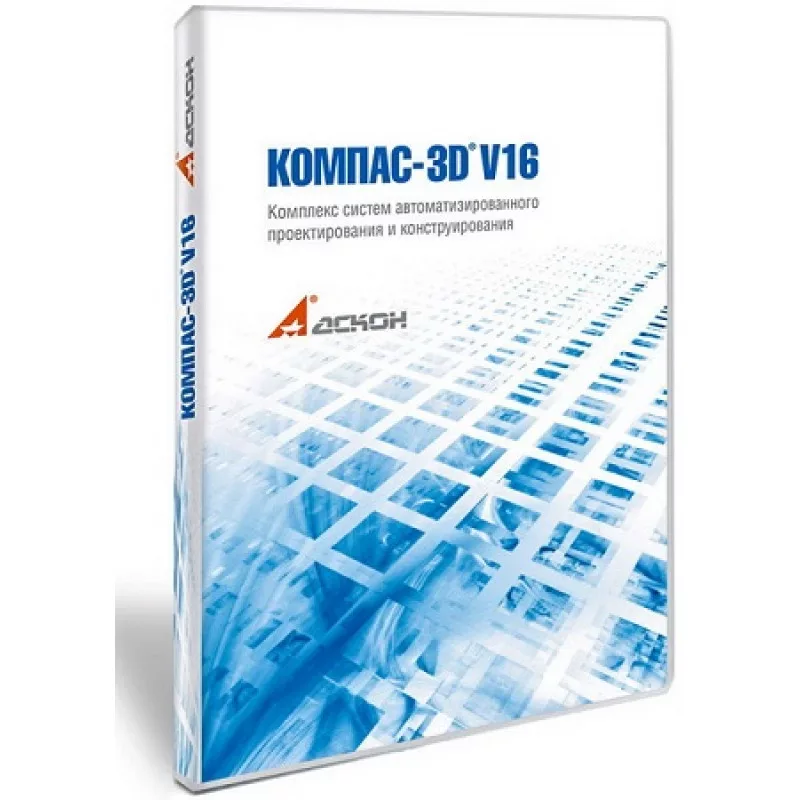 КОМПАС-3D® V16
Комплекс систем автоматизированного
проектирования и конструирования
АСКОН
КОМПАС-3D® V16
АСКОН